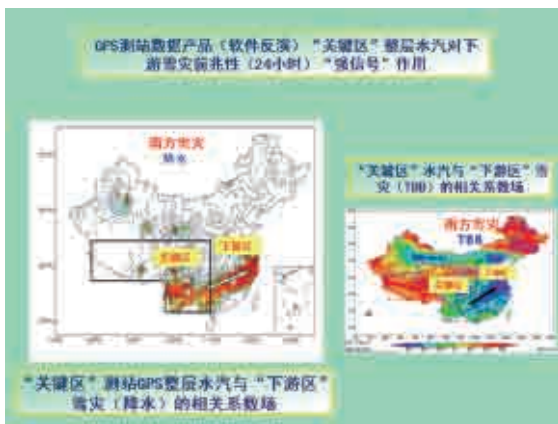 GPS测站数据产品（软件反演）“关键区”整层水汽对下
游雪灾前兆性（24小时）“强信号”作用
南方雪灾
降水
下游区
关键区
“关键区”水汽与“下游区”雪
灾（TBB）的相关系数场
南方雪灾
TBB
关键区
“关键区”测站GPS整层水汽与“下游区”
雪灾（降水）的相关系数场